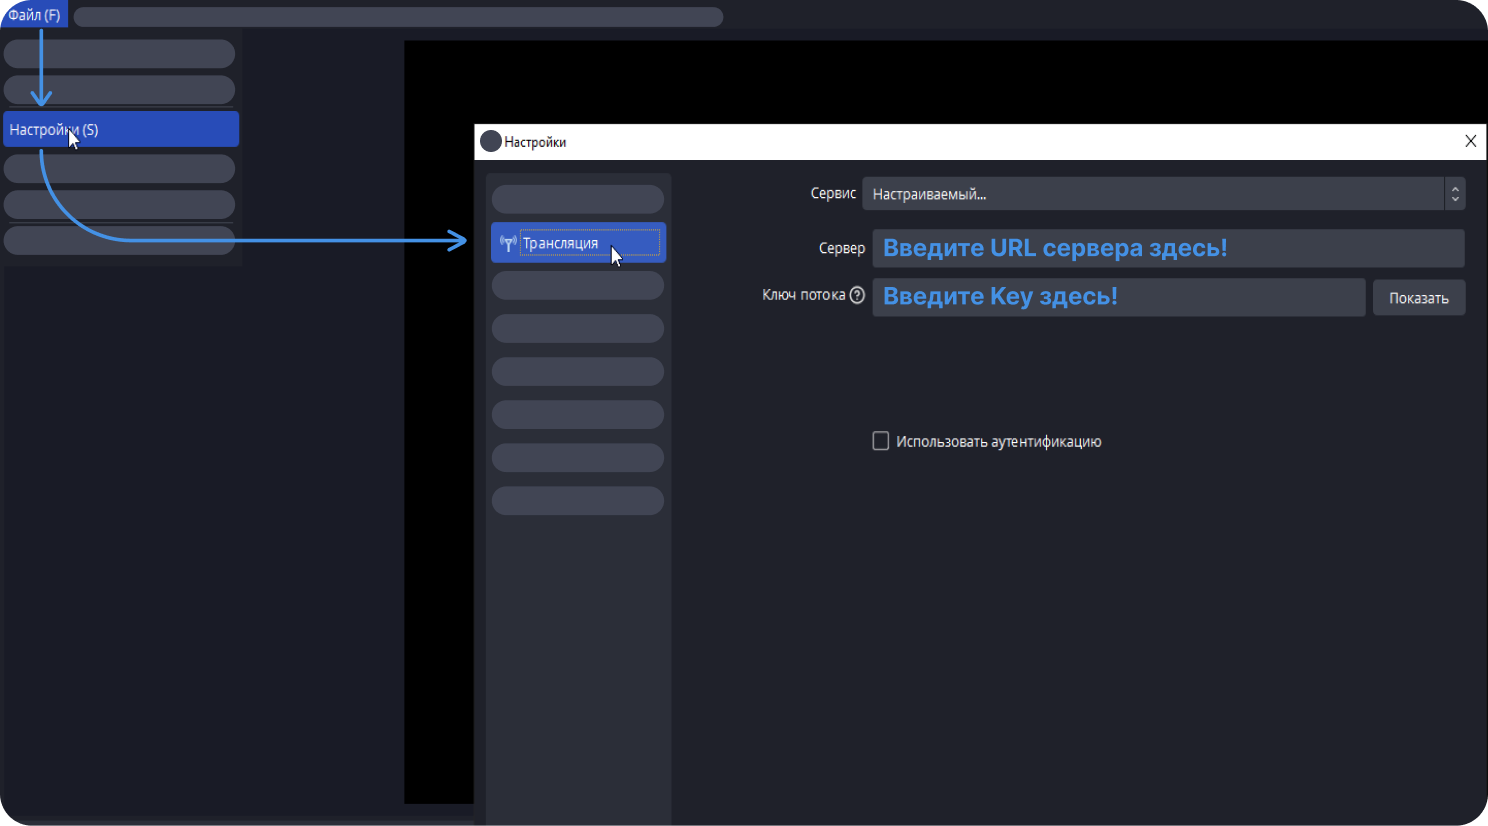 Файл (F)
Настройки (S)
Настройки
Трансляция
Сервис
Настраиваемый...
Сервер
Введите URL сервера здесь!
Ключ потока
Введите Key здесь!
Показать
Использовать аутентификацию